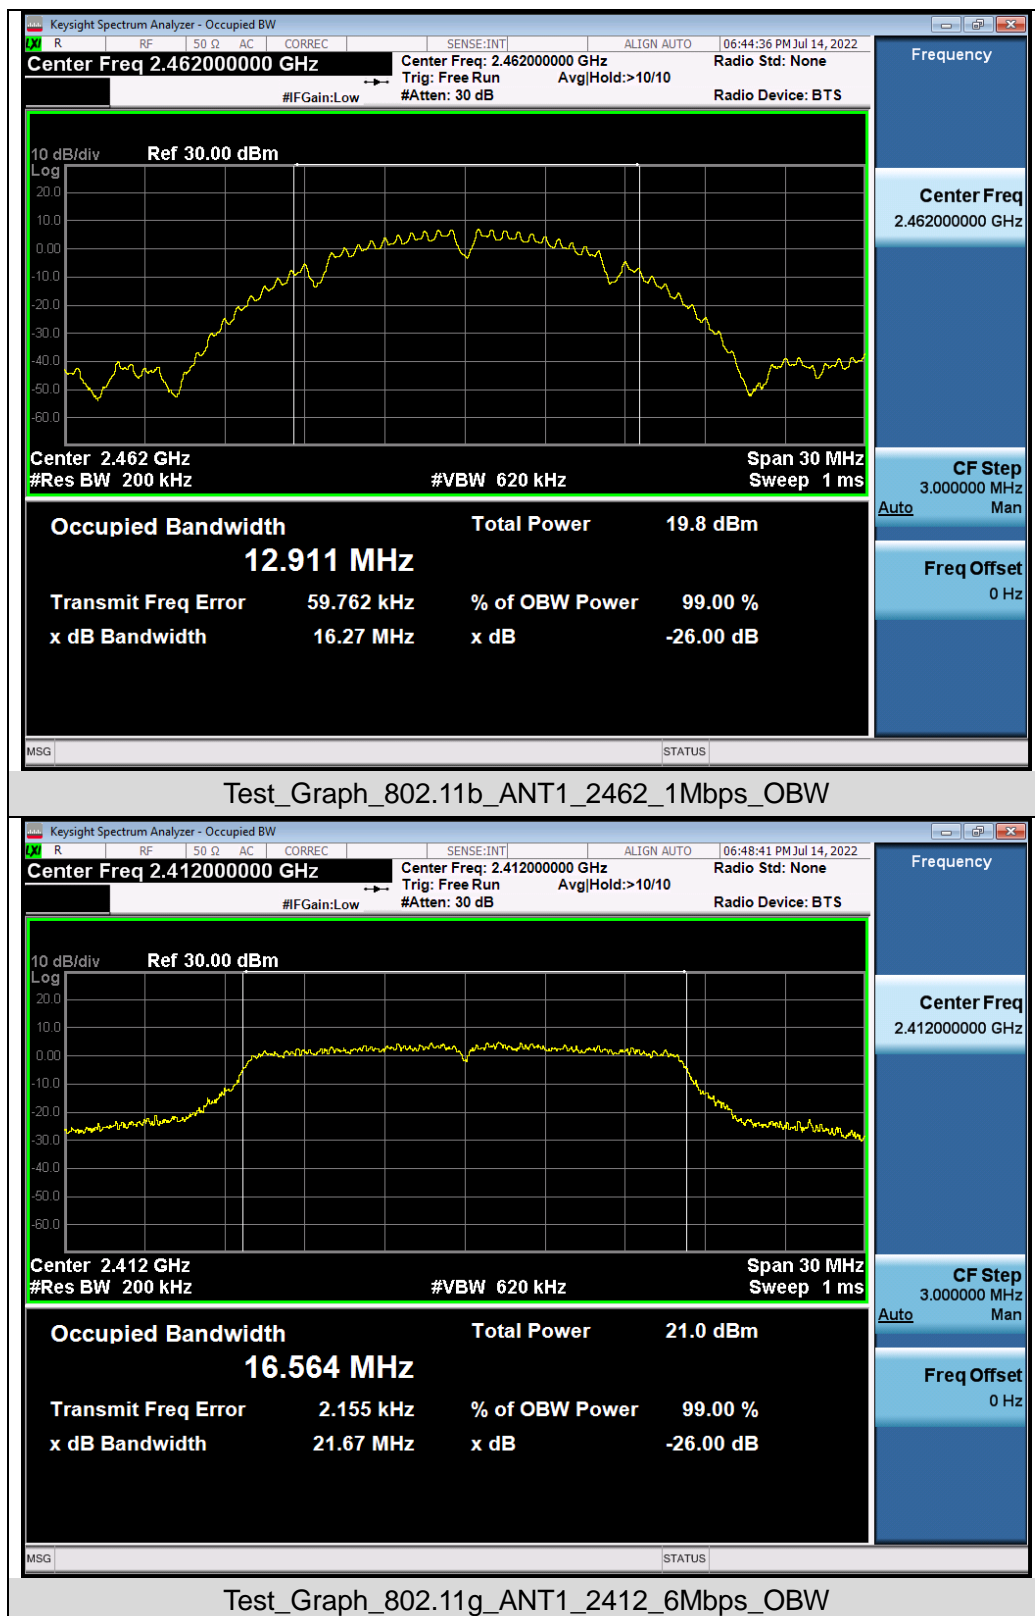 Keysight Spectrum Analyzer - Occupied BW
LXI R RF 50 Ω AC CORREC SENSE:INT ALIGN AUTO 06:44:36 PM Jul 14, 2022
Center Freq 2.462000000 GHz Center Freq: 2.462000000 GHz Radio Std: None Frequency
Trig: Free Run Avg|Hold:>10/10
#IFGain:Low #Atten: 30 dB Radio Device: BTS
10 dB/div Ref 30.00 dBm
Log
20.0
10.0
0.00
-10.0
-20.0
-30.0
-40.0
-50.0
-60.0
Center Freq
2.462000000 GHz
Center 2.462 GHz Span 30 MHz
#Res BW 200 kHz #VBW 620 kHz Sweep 1 ms
CF Step
3.000000 MHz
Auto Man
Occupied Bandwidth Total Power 19.8 dBm
12.911 MHz
Freq Offset
0 Hz
Transmit Freq Error 59.762 kHz % of OBW Power 99.00 %
x dB Bandwidth 16.27 MHz x dB -26.00 dB
MSG STATUS
Test_Graph_802.11b_ANT1_2462_1Mbps_OBW
Keysight Spectrum Analyzer - Occupied BW
LXI R RF 50 Ω AC CORREC SENSE:INT ALIGN AUTO 06:48:41 PM Jul 14, 2022
Center Freq 2.412000000 GHz Center Freq: 2.412000000 GHz Radio Std: None Frequency
Trig: Free Run Avg|Hold:>10/10
#IFGain:Low #Atten: 30 dB Radio Device: BTS
10 dB/div Ref 30.00 dBm
Log
20.0
10.0
0.00
-10.0
-20.0
-30.0
-40.0
-50.0
-60.0
Center Freq
2.412000000 GHz
Center 2.412 GHz Span 30 MHz
#Res BW 200 kHz #VBW 620 kHz Sweep 1 ms
CF Step
3.000000 MHz
Auto Man
Occupied Bandwidth Total Power 21.0 dBm
16.564 MHz
Freq Offset
0 Hz
Transmit Freq Error 2.155 kHz % of OBW Power 99.00 %
x dB Bandwidth 21.67 MHz x dB -26.00 dB
MSG STATUS
Test_Graph_802.11g_ANT1_2412_6Mbps_OBW